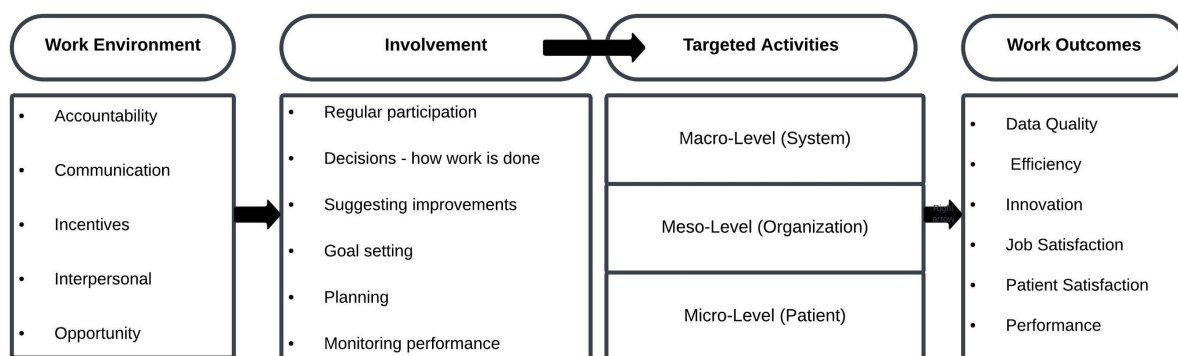 Work Environment
Involvement
Targeted Activities
Work Outcomes
• Accountability
• Communication
• Incentives
• Interpersonal
• Opportunity
• Regular participation
• Decisions - how work is done
• Suggesting improvements
• Goal setting
• Planning
• Monitoring performance
Macro-Level (System)
Meso-Level (Organization)
Micro-Level (Patient)
Right
arrow
• Data Quality
• Efficiency
• Innovation
• Job Satisfaction
• Patient Satisfaction
• Performance